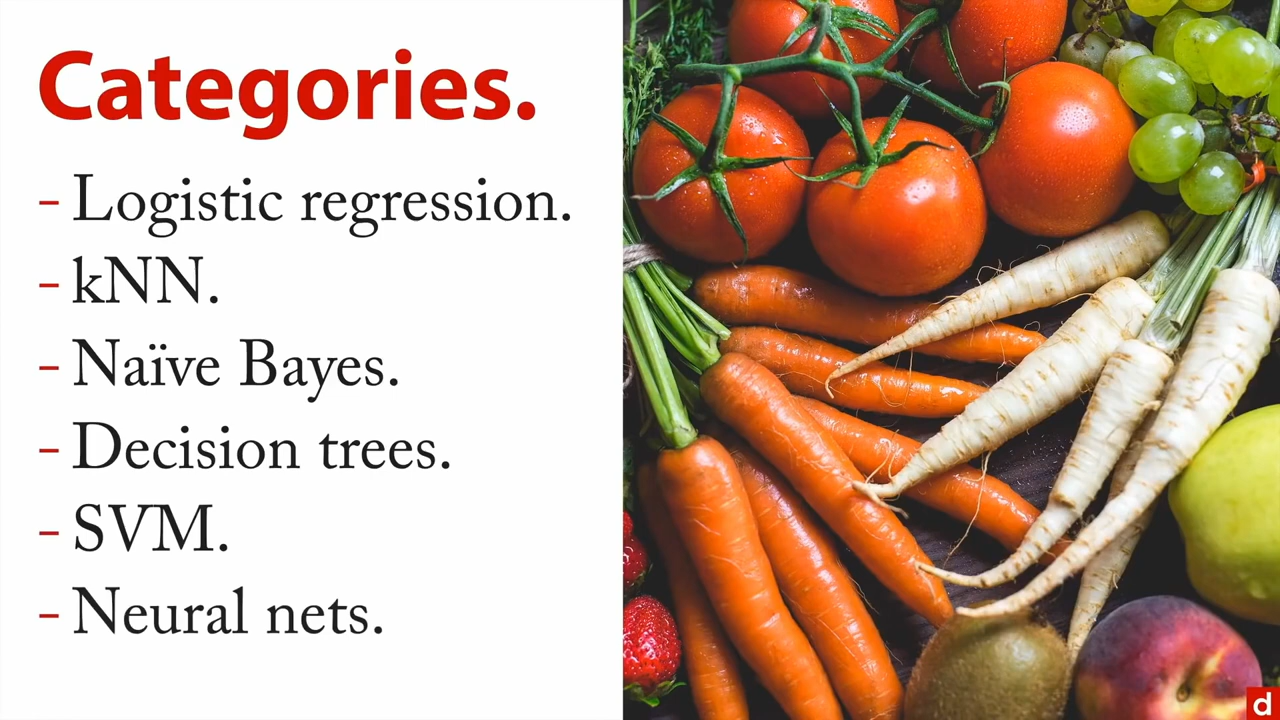 Categories.
- Logistic regression.
- kNN.
- Naïve Bayes.
- Decision trees.
- SVM.
- Neural nets.
d